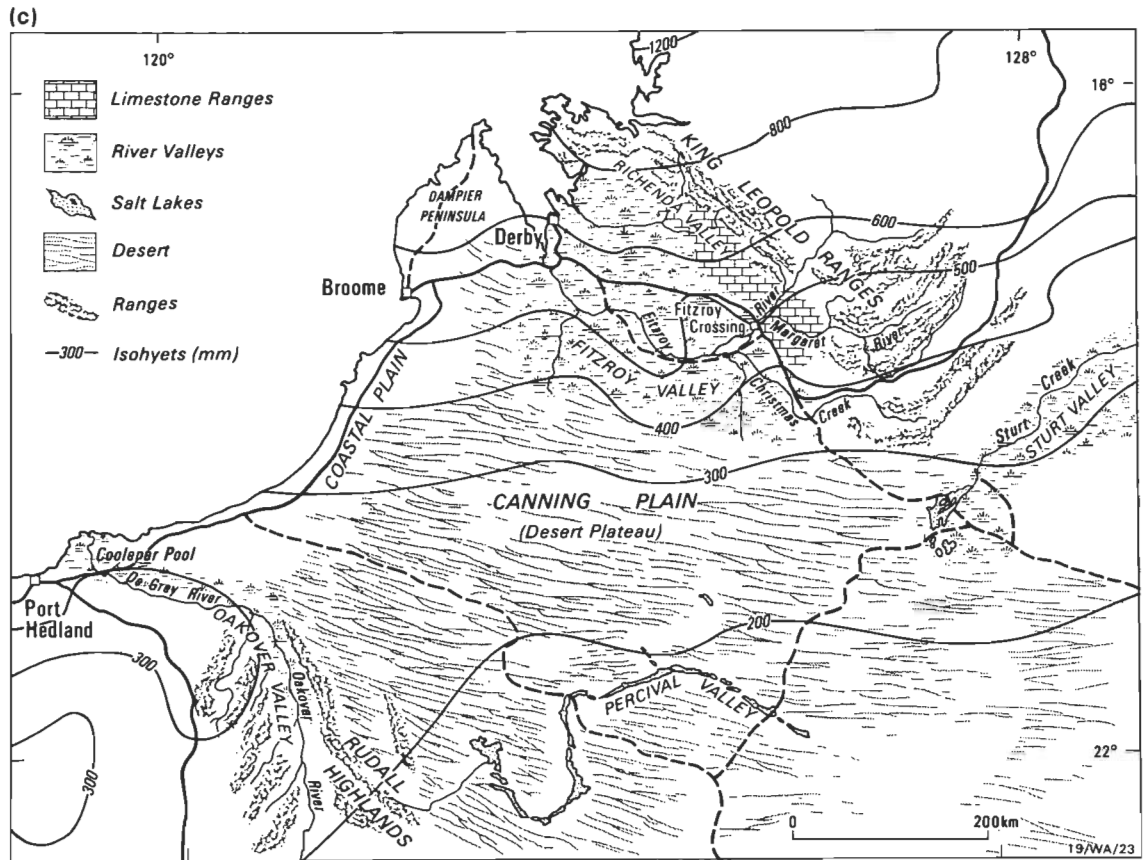 (c)
120°
128°
16°
22°
Limestone Ranges
River Valleys
Salt Lakes
Desert
Ranges
—300— Isohyets (mm)
1200
800
600
500
400
300
200
300
300
KING LEOPOLD RANGES
RICHENDA VALLEY
DAMPIER
PENINSULA
Derby
Broome
Fitzroy
Crossing
Fitzroy
River
Margaret
River
FITZROY
VALLEY
Christmas
Creek
Sturt Creek
STURT VALLEY
COASTAL PLAIN
CANNING PLAIN
(Desert Plateau)
Cooleper Pool
De Grey River
Port
Hedland
OAKOVER
VALLEY
Oakover
River
RUDALL
HIGHLANDS
PERCIVAL VALLEY
0 200 km
19/WA/23